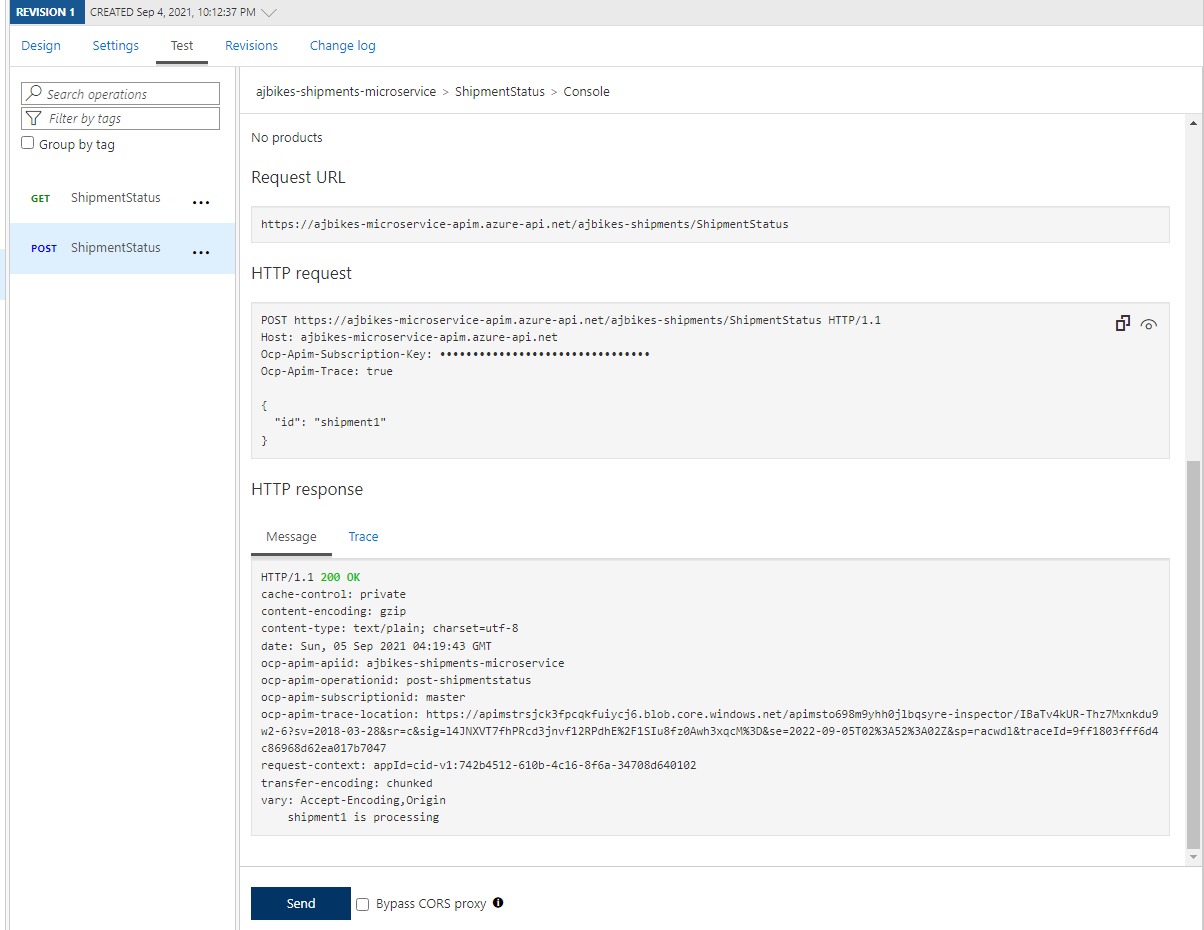 REVISION 1 CREATED Sep 4, 2021, 10:12:37 PM
Design Settings Test Revisions Change log
Search operations
Filter by tags
Group by tag
GET ShipmentStatus ...
POST ShipmentStatus ...
ajbikes-shipments-microservice > ShipmentStatus > Console
No products
Request URL
https://ajbikes-microservice-apim.azure-api.net/ajbikes-shipments/ShipmentStatus
HTTP request
POST https://ajbikes-microservice-apim.azure-api.net/ajbikes-shipments/ShipmentStatus HTTP/1.1
Host: ajbikes-microservice-apim.azure-api.net
Ocp-Apim-Subscription-Key: ••••••••••••••••••••••••••••••••
Ocp-Apim-Trace: true
{
"id": "shipment1"
}
HTTP response
Message Trace
HTTP/1.1 200 OK
cache-control: private
content-encoding: gzip
content-type: text/plain; charset=utf-8
date: Sun, 05 Sep 2021 04:19:43 GMT
ocp-apim-apiid: ajbikes-shipments-microservice
ocp-apim-operationid: post-shipmentstatus
ocp-apim-subscriptionid: master
ocp-apim-trace-location: https://apimstrsjck3fpcqkfuiycj6.blob.core.windows.net/apimsto698m9yhh0jlbqsyre-inspector/IBaTv4kUR-Thz7Mxnkdu9
w2-6?sv=2018-03-28&sr=c&sig=l4JNXVT7fhPRcd3jnvf12RPdhE%2F1SIu8fz0Awh3xqcM%3D&se=2022-09-05T02%3A52%3A02Z&sp=racwdl&traceId=9ff1803fff6d4
c86968d62ea017b7047
request-context: appId=cid-v1:742b4512-610b-4c16-8f6a-34708d640102
transfer-encoding: chunked
vary: Accept-Encoding,Origin
shipment1 is processing
Send Bypass CORS proxy